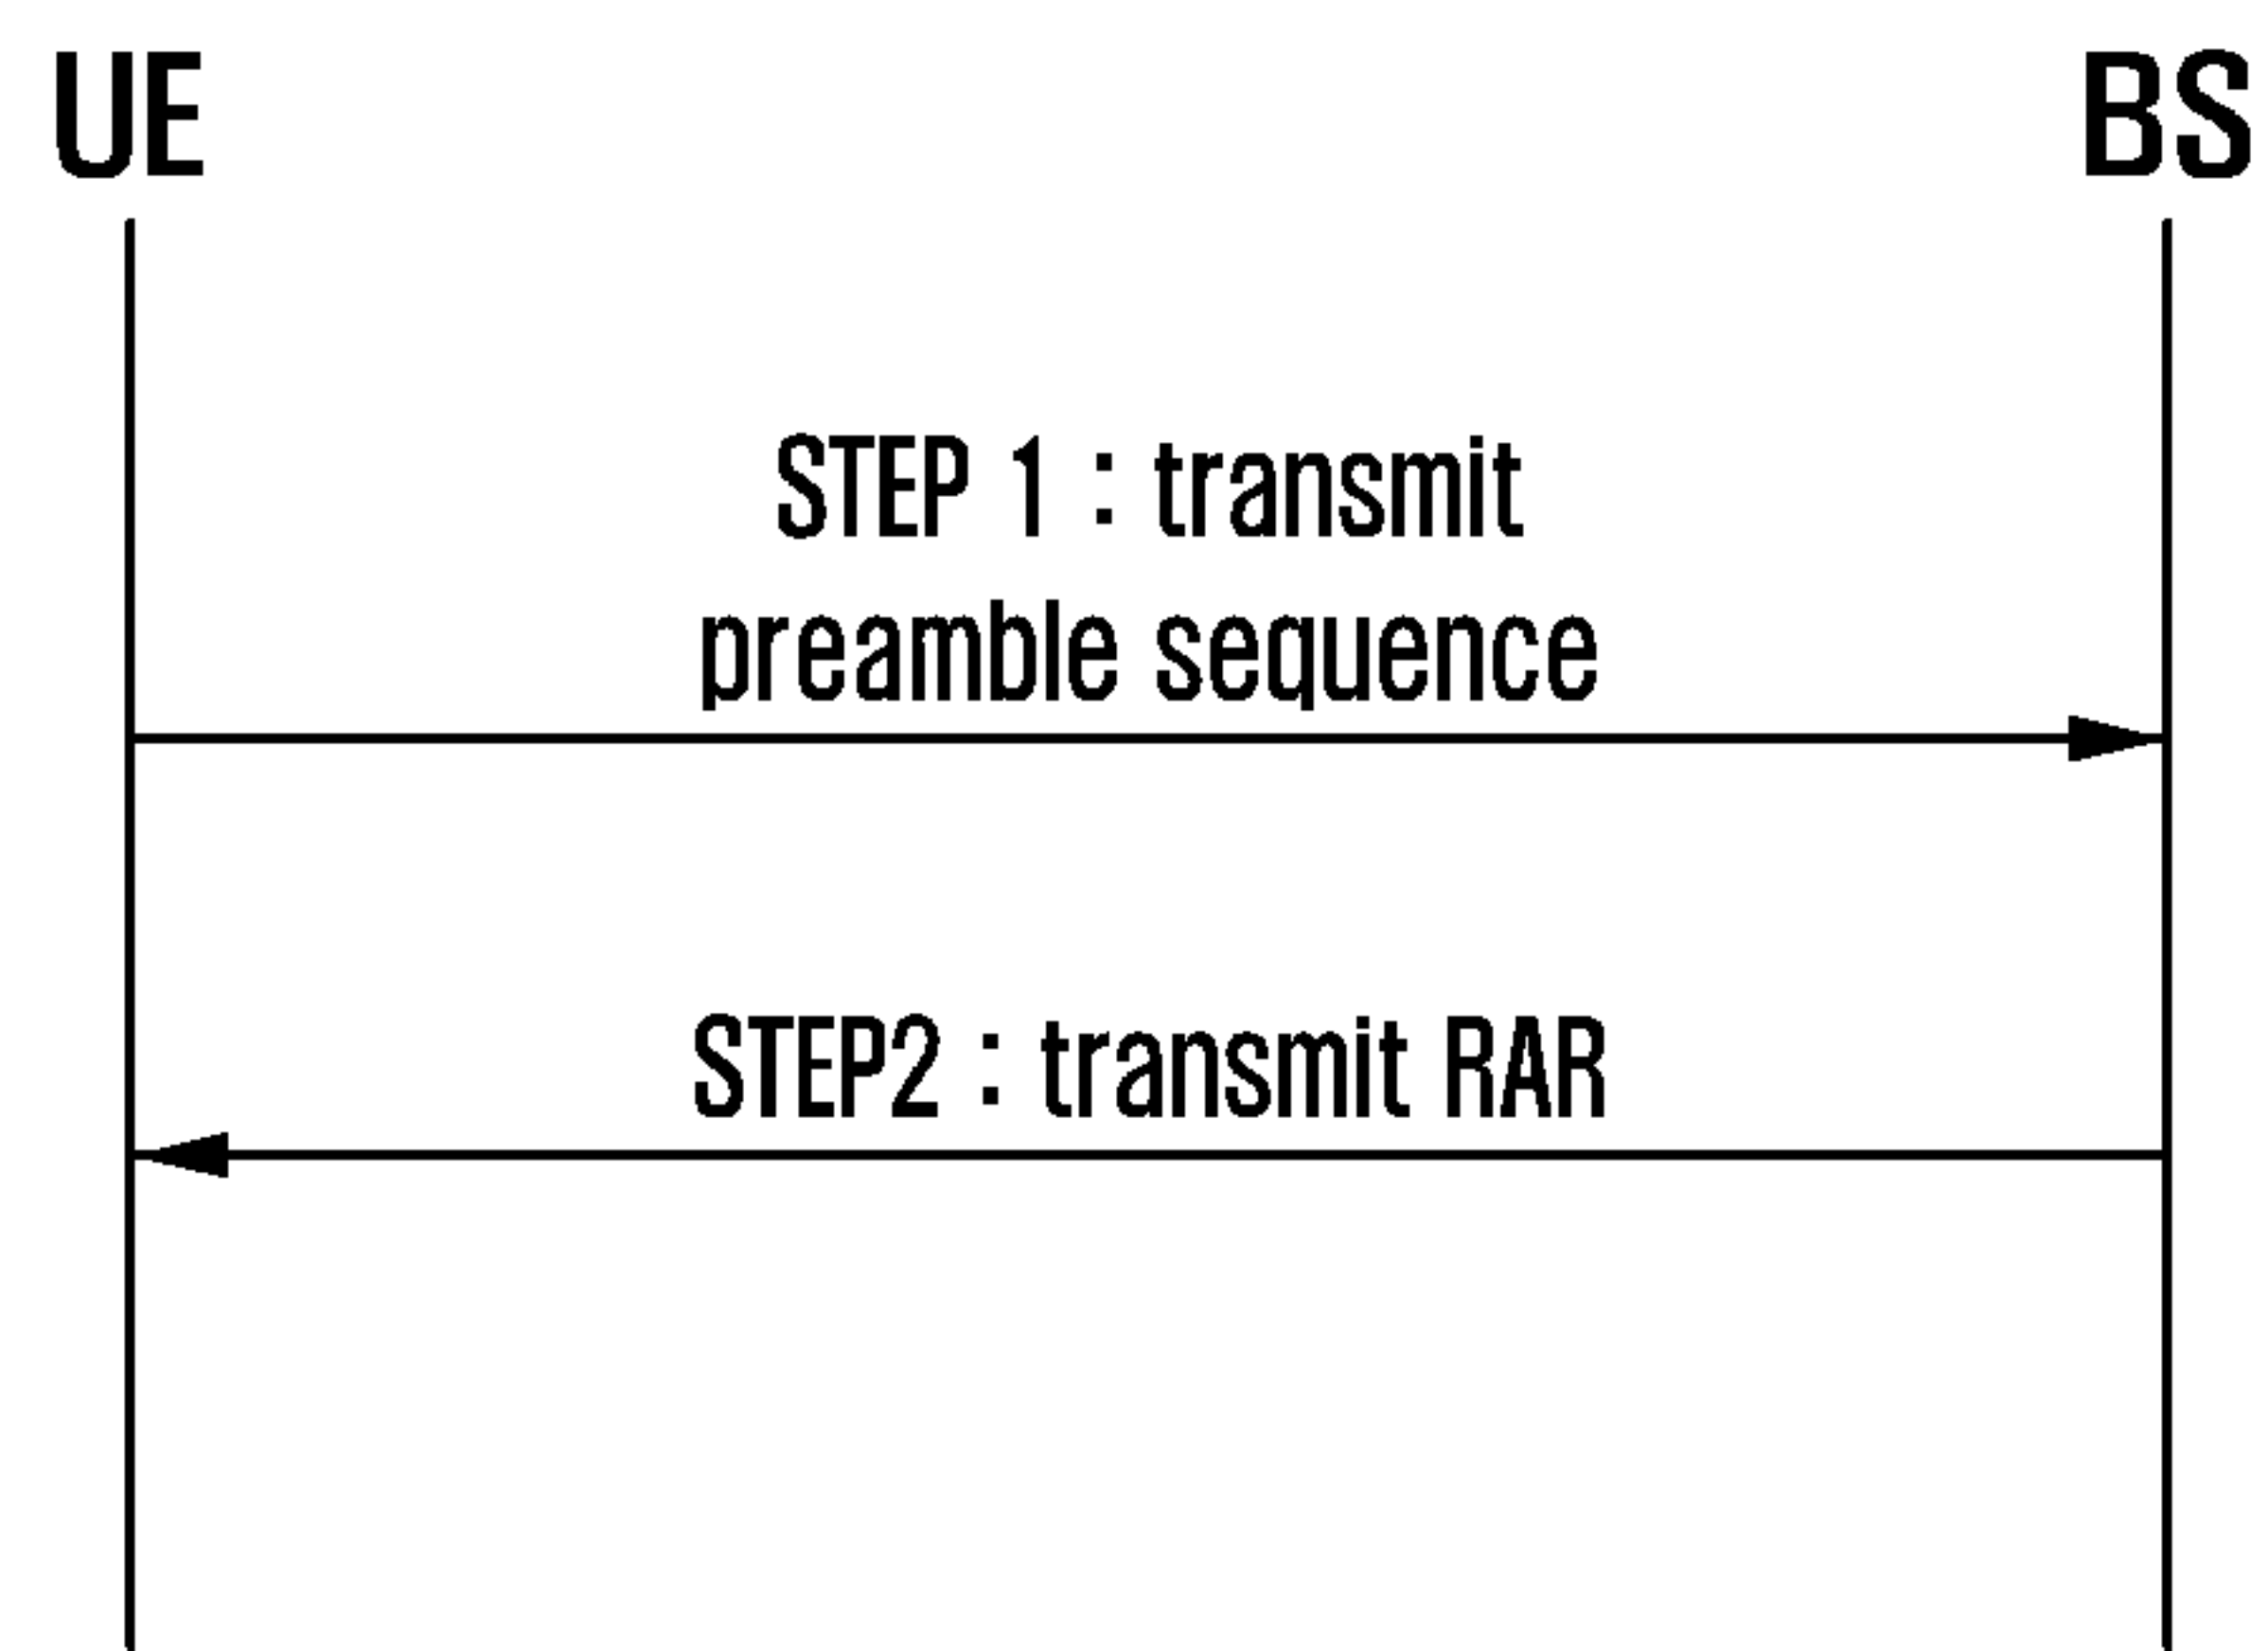 UE BS
STEP 1 : transmit
preamble sequence
STEP2 : transmit RAR